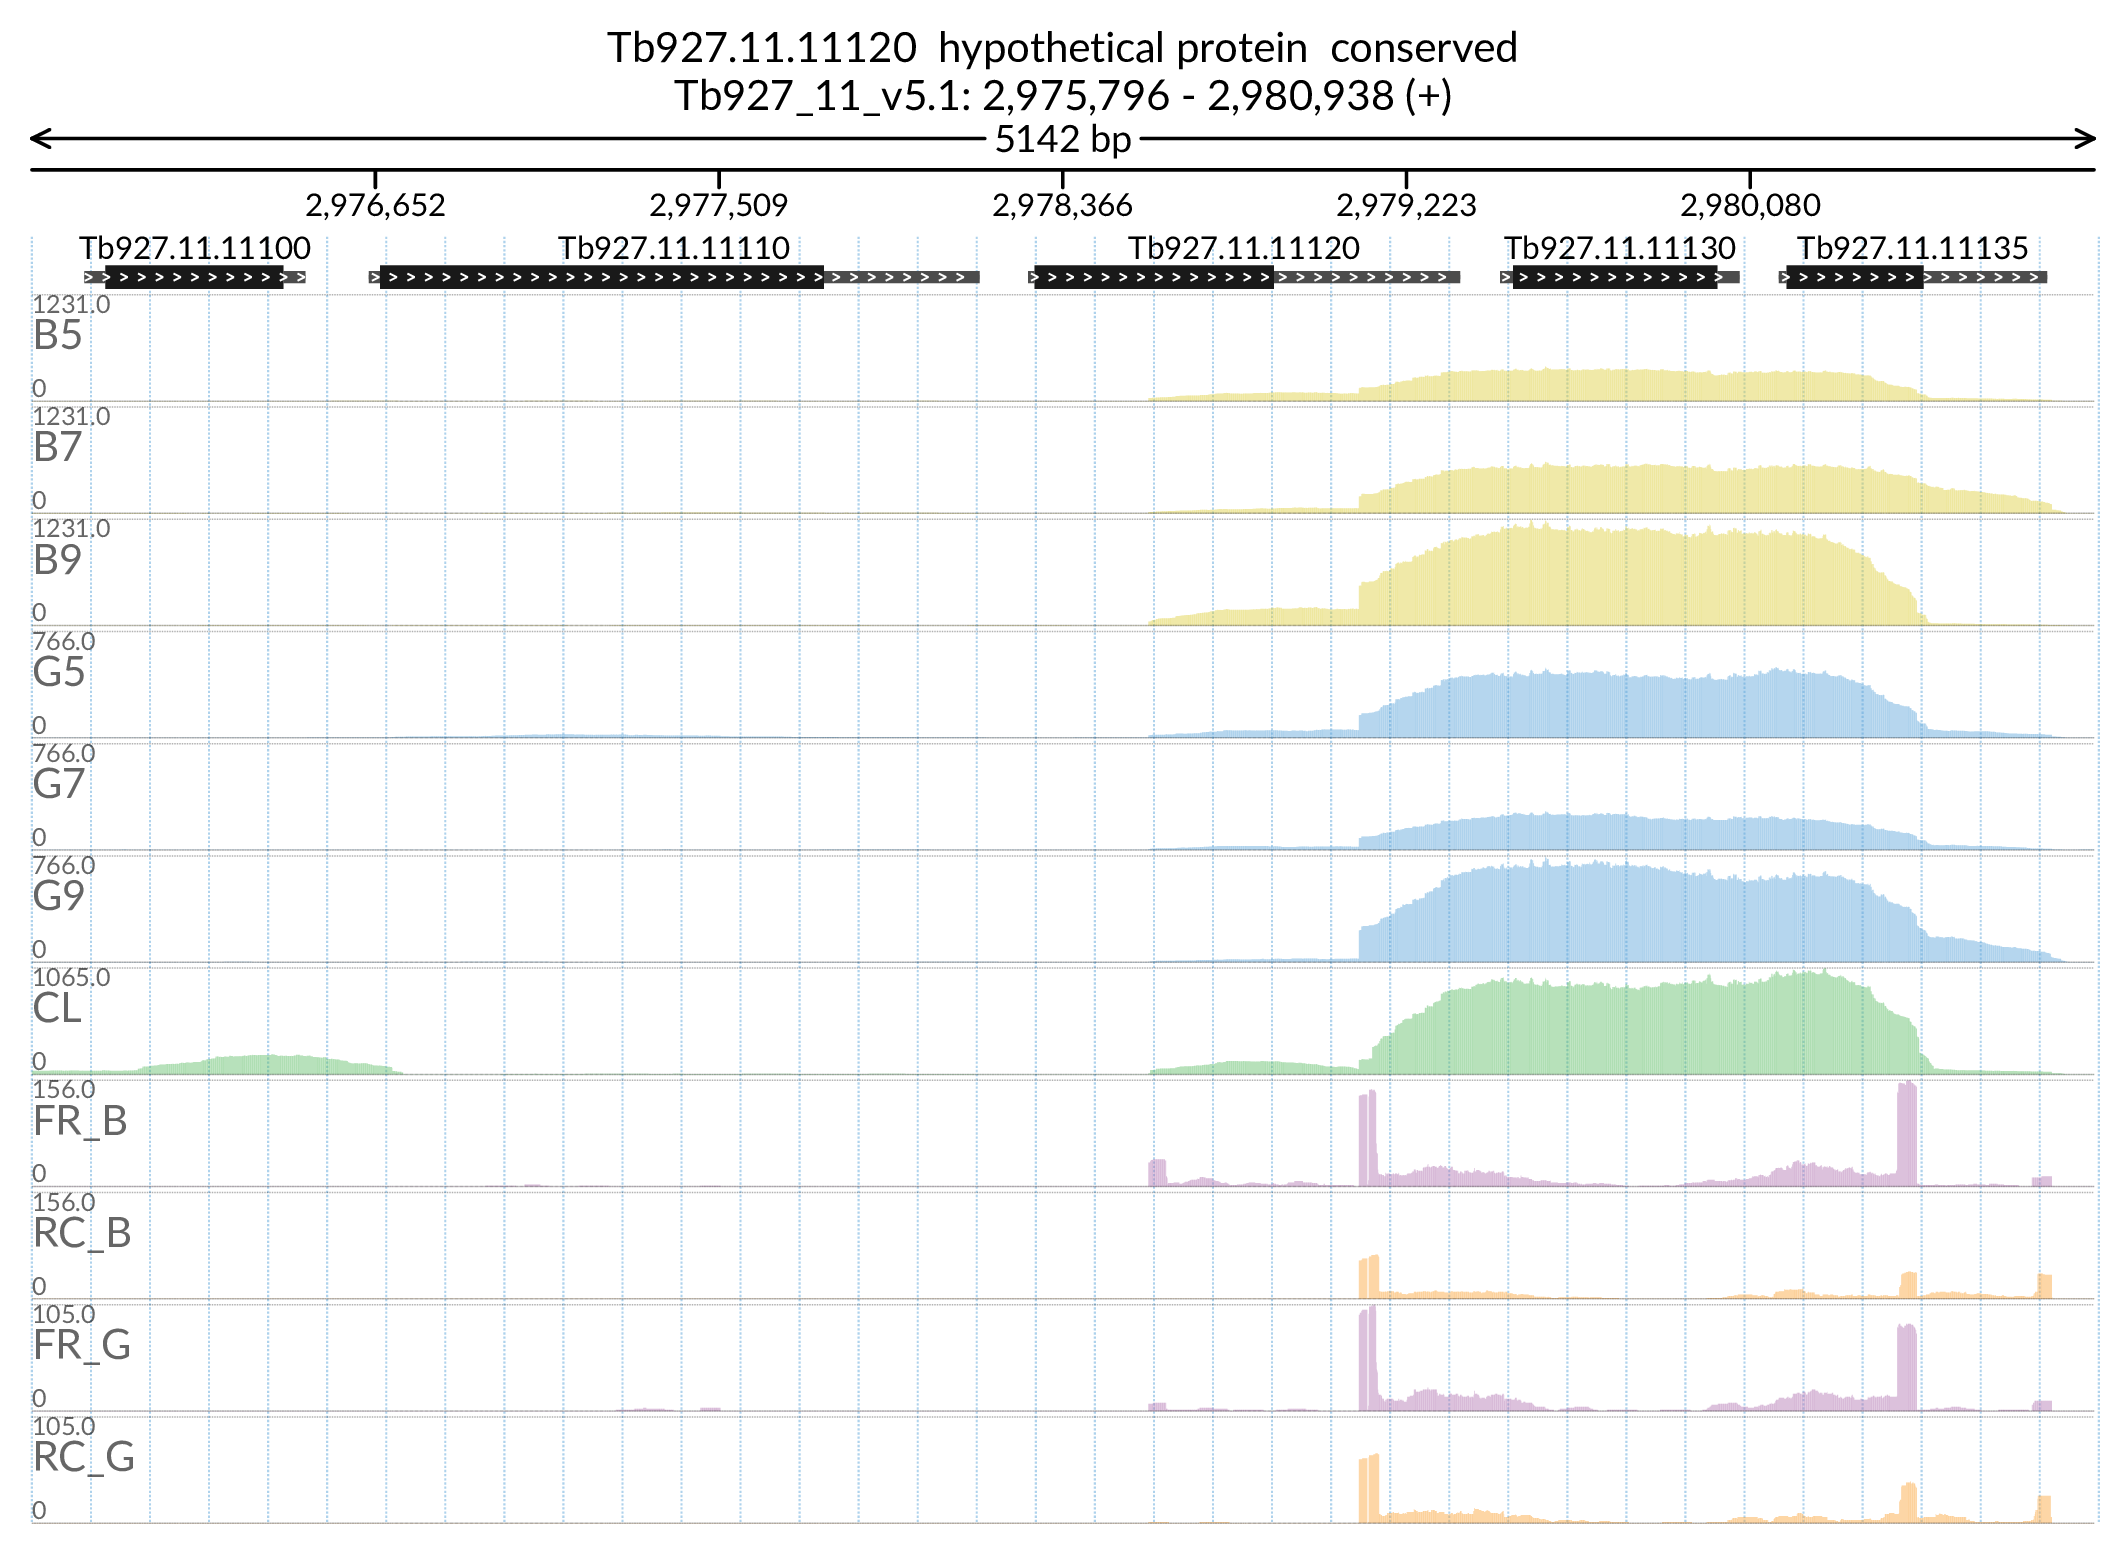 Tb927.11.11120 hypothetical protein conserved
Tb927_11_v5.1: 2,975,796 - 2,980,938 (+)
5142 bp
2,976,652 2,977,509 2,978,366 2,979,223 2,980,080
Tb927.11.11100 Tb927.11.11110 Tb927.11.11120 Tb927.11.11130 Tb927.11.11135
1231.0
B5
0
1231.0
B7
0
1231.0
B9
0
766.0
G5
0
766.0
G7
0
766.0
G9
0
1065.0
CL
0
156.0
FR_B
0
156.0
RC_B
0
105.0
FR_G
0
105.0
RC_G
0